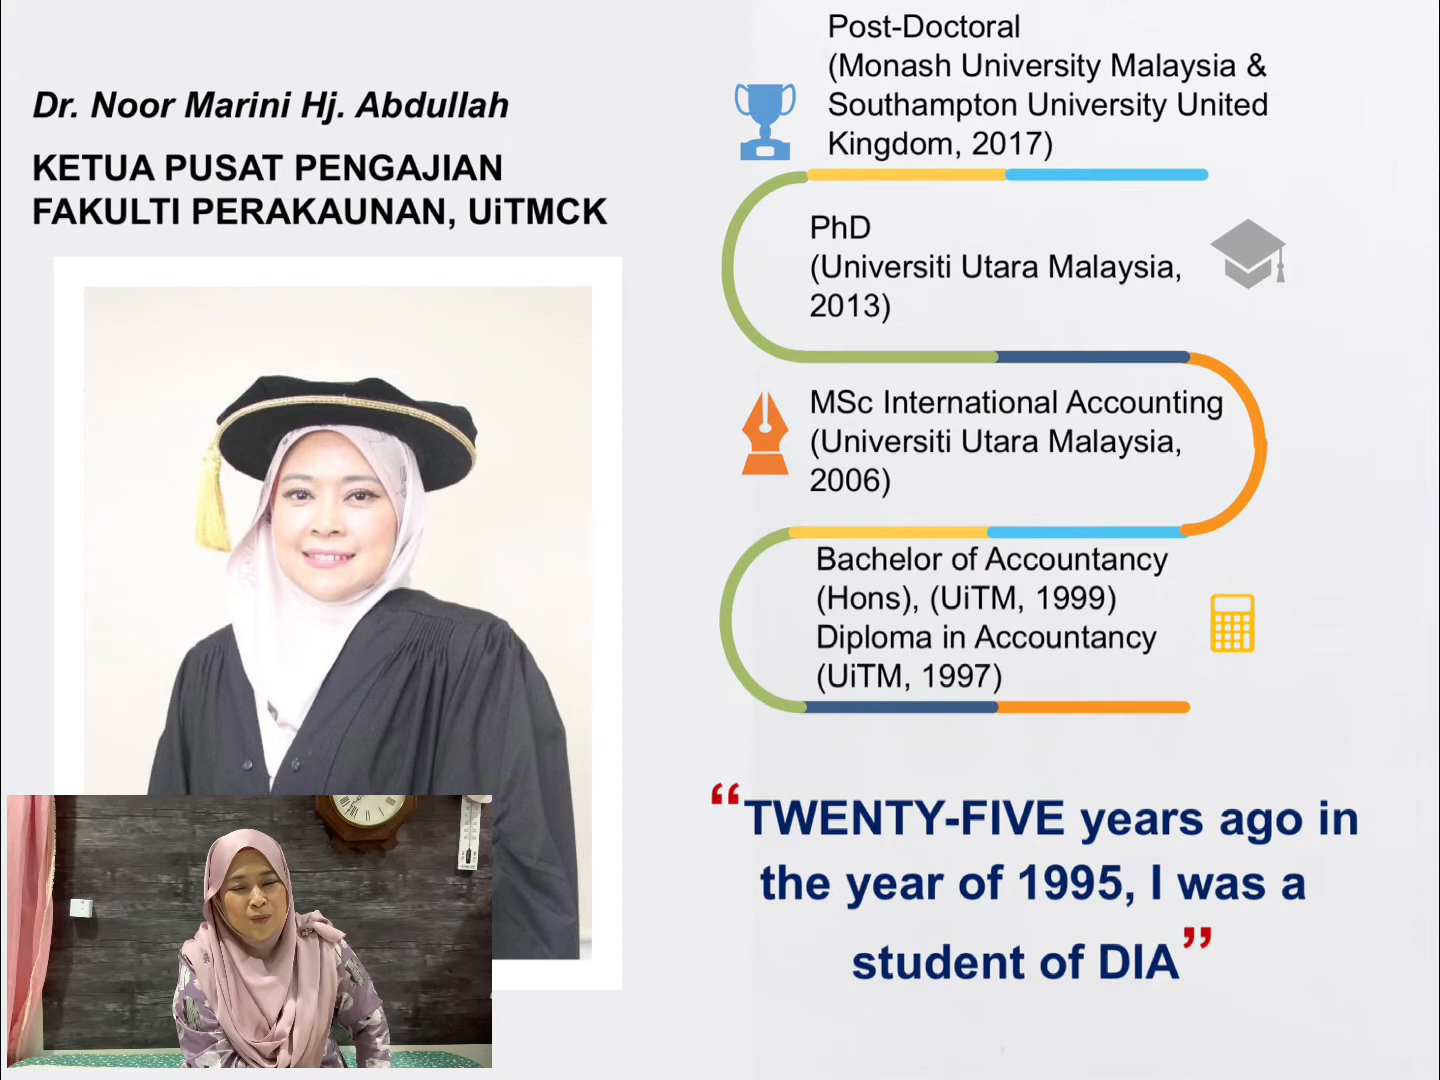 Dr. Noor Marini Hj. Abdullah
KETUA PUSAT PENGAJIAN
FAKULTI PERAKAUNAN, UiTMCK
Post-Doctoral
(Monash University Malaysia &
Southampton University United
Kingdom, 2017)
PhD
(Universiti Utara Malaysia,
2013)
MSc International Accounting
(Universiti Utara Malaysia,
2006)
Bachelor of Accountancy
(Hons), (UiTM, 1999)
Diploma in Accountancy
(UiTM, 1997)
“TWENTY-FIVE years ago in
the year of 1995, I was a
student of DIA”